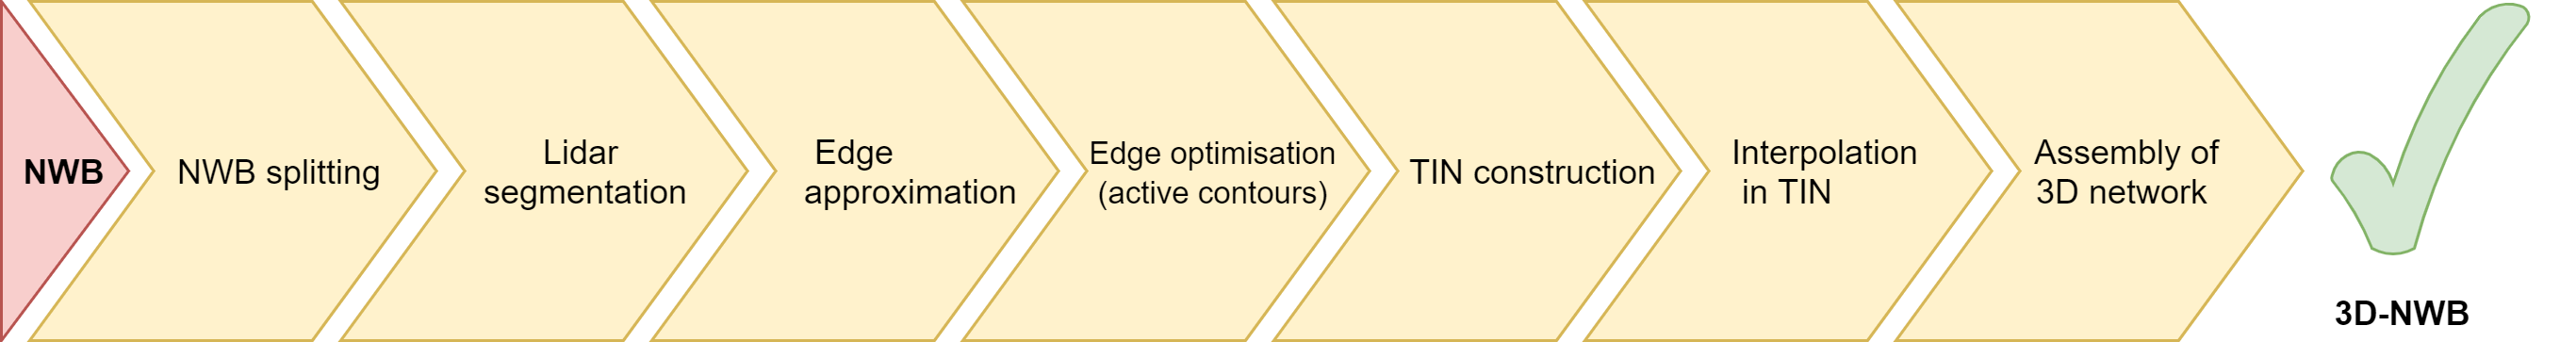 NWB
NWB splitting
Lidar
segmentation
Edge
approximation
Edge optimisation
(active contours)
TIN construction
Interpolation
in TIN
Assembly of
3D network
3D-NWB